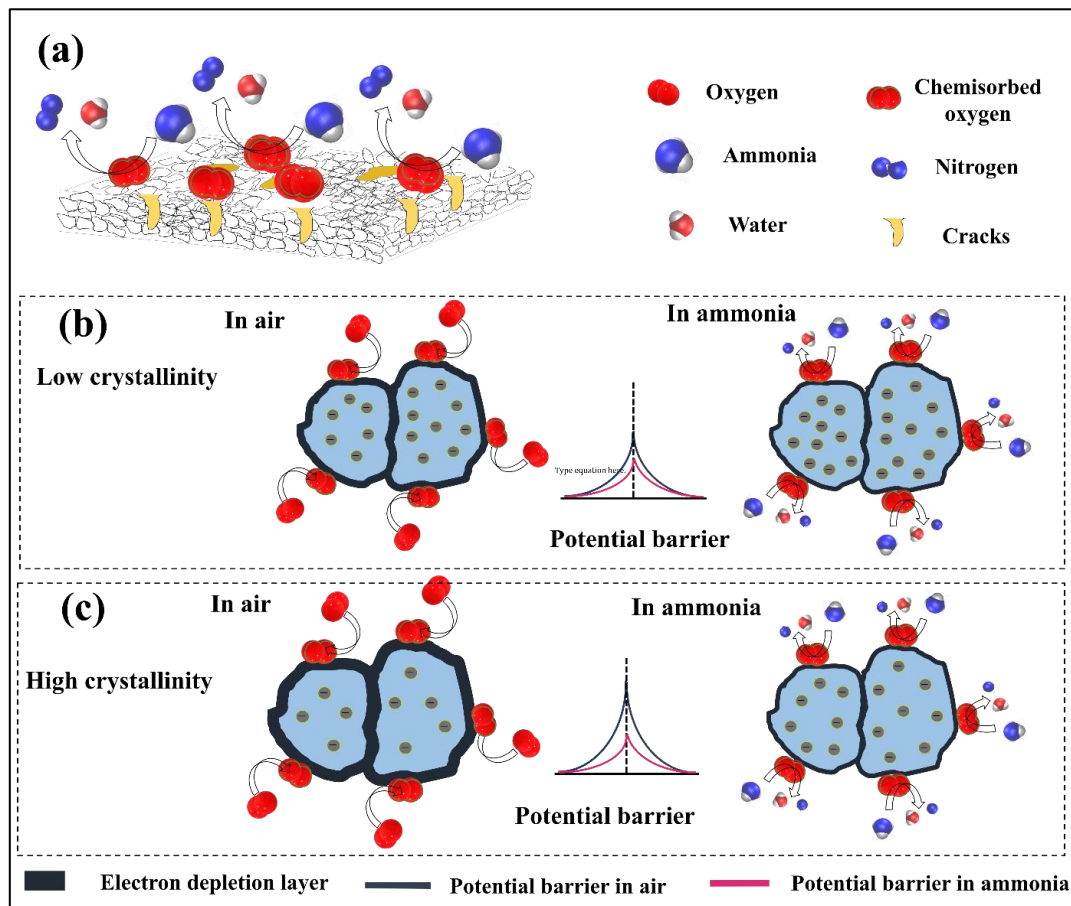 (a)
Oxygen
Chemisorbed
oxygen
Ammonia
Nitrogen
Water
Cracks
(b)
In air
In ammonia
Low crystallinity
Type equation here.
Potential barrier
(c)
In air
In ammonia
High crystallinity
Potential barrier
Electron depletion layer
Potential barrier in air
Potential barrier in ammonia